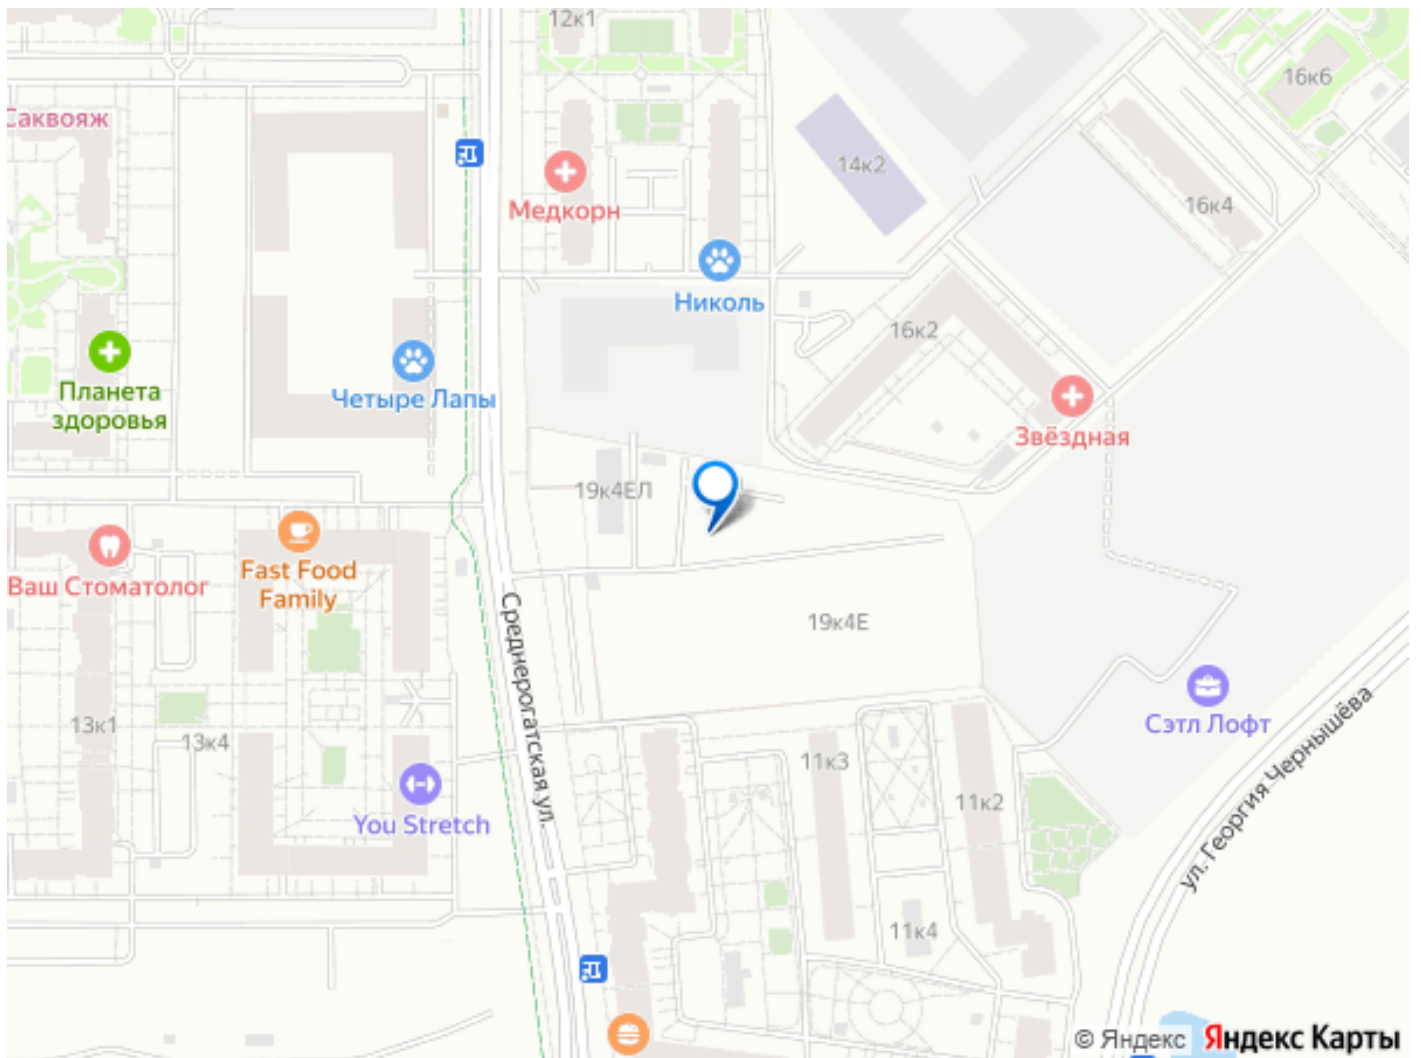 12к1
16к6
Саквояж
14к2
Медкорн
16к4
Николь
16к2
Планета
здоровья
Четыре Лапы
Звёздная
19к4ЕЛ
Ваш Стоматолог
Fast Food
Family
Среднерогатская ул.
19к4Е
13к1
13к4
Сэтл Лофт
11к3
11к2
You Stretch
ул. Георгия Чернышёва
11к4
© Яндекс Яндекс Карты